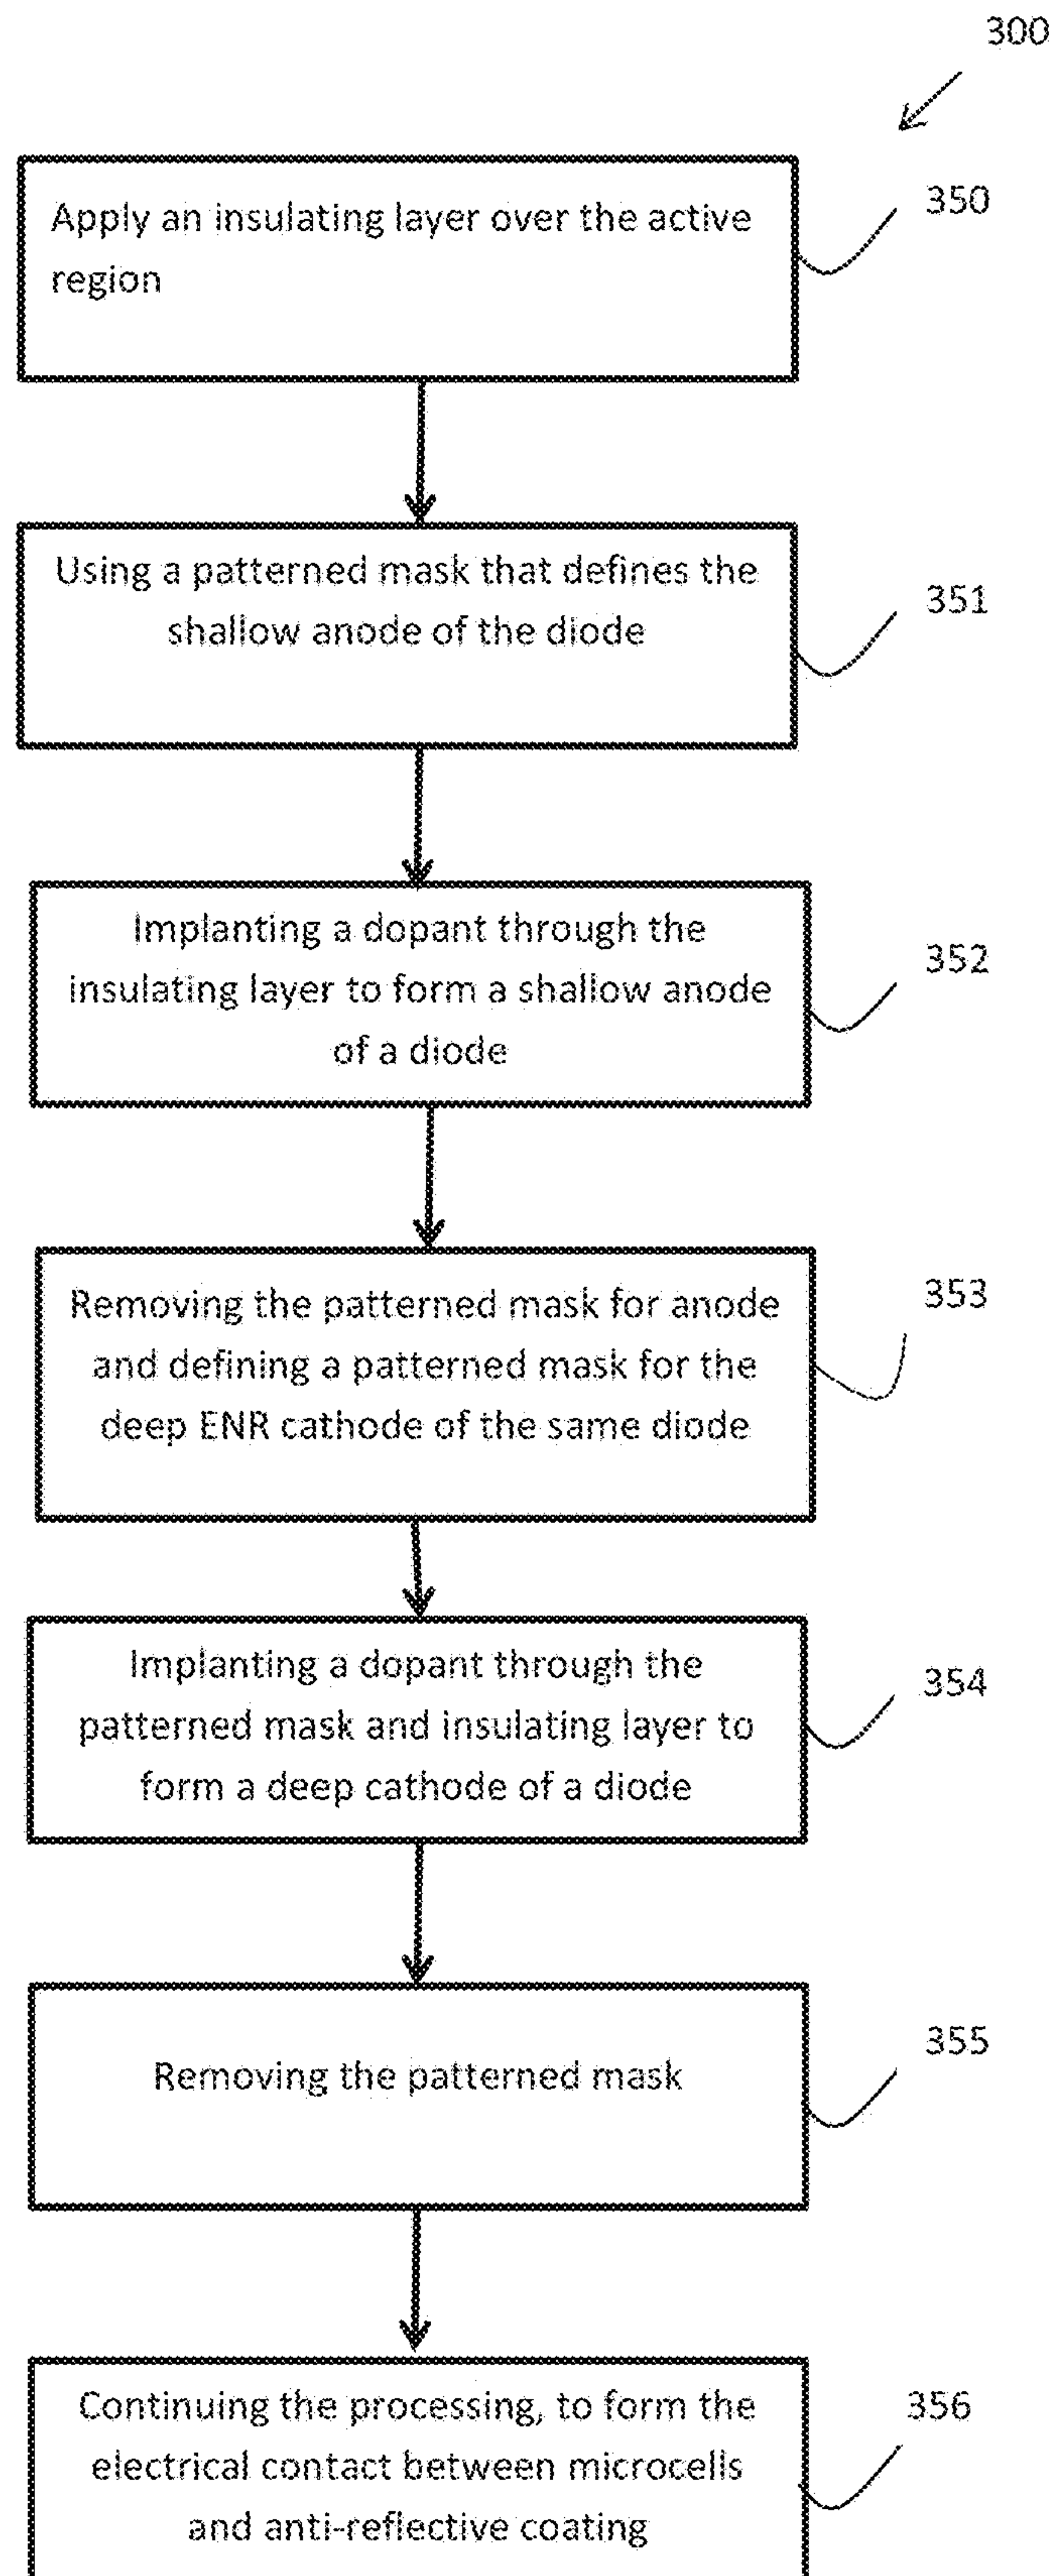 300
350
Apply an insulating layer over the active
region
351
Using a patterned mask that defines the
shallow anode of the diode
352
Implanting a dopant through the
insulating layer to form a shallow anode
of a diode
353
Removing the patterned mask for anode
and defining a patterned mask for the
deep ENR cathode of the same diode
354
Implanting a dopant through the
patterned mask and insulating layer to
form a deep cathode of a diode
355
Removing the patterned mask
356
Continuing the processing, to form the
electrical contact between microcells
and anti-reflective coating